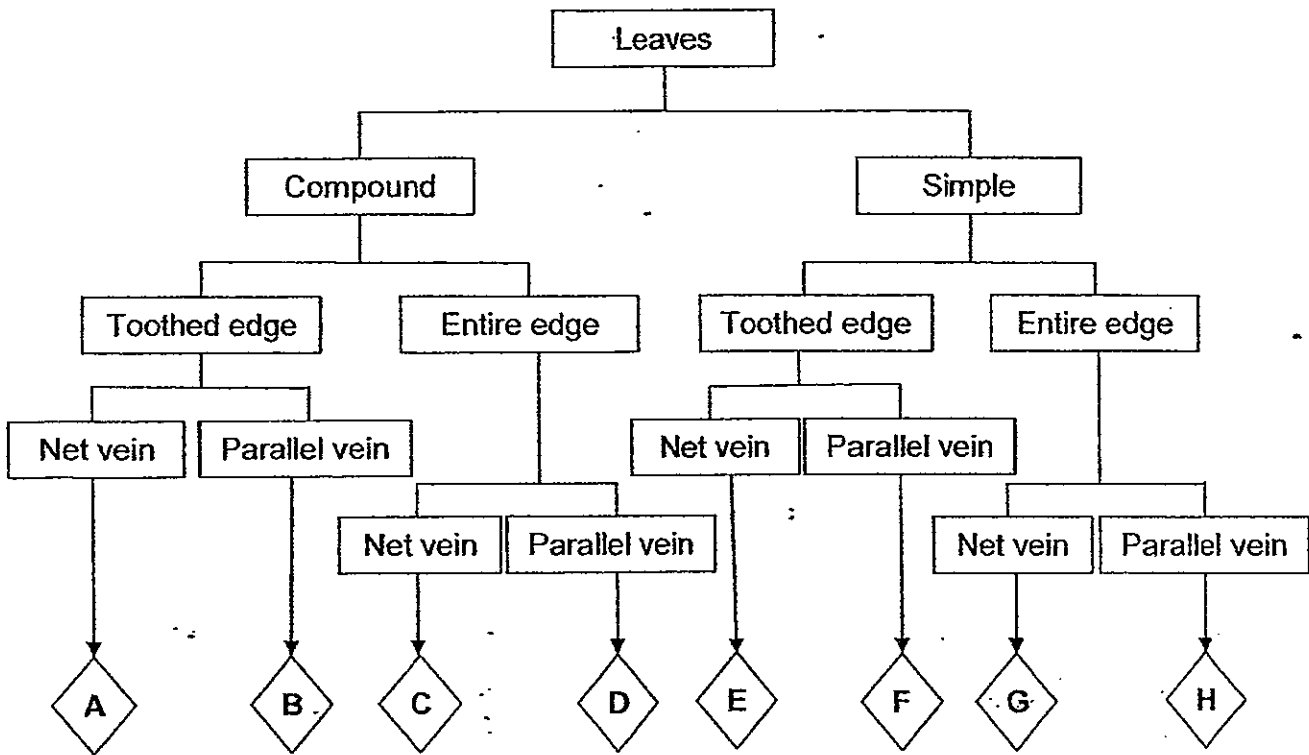 Leaves
Compound Simple
Toothed edge Entire edge Toothed edge Entire edge
Net vein Parallel vein Net vein Parallel vein
Net vein Parallel vein Net vein Parallel vein
A B C D E F G H